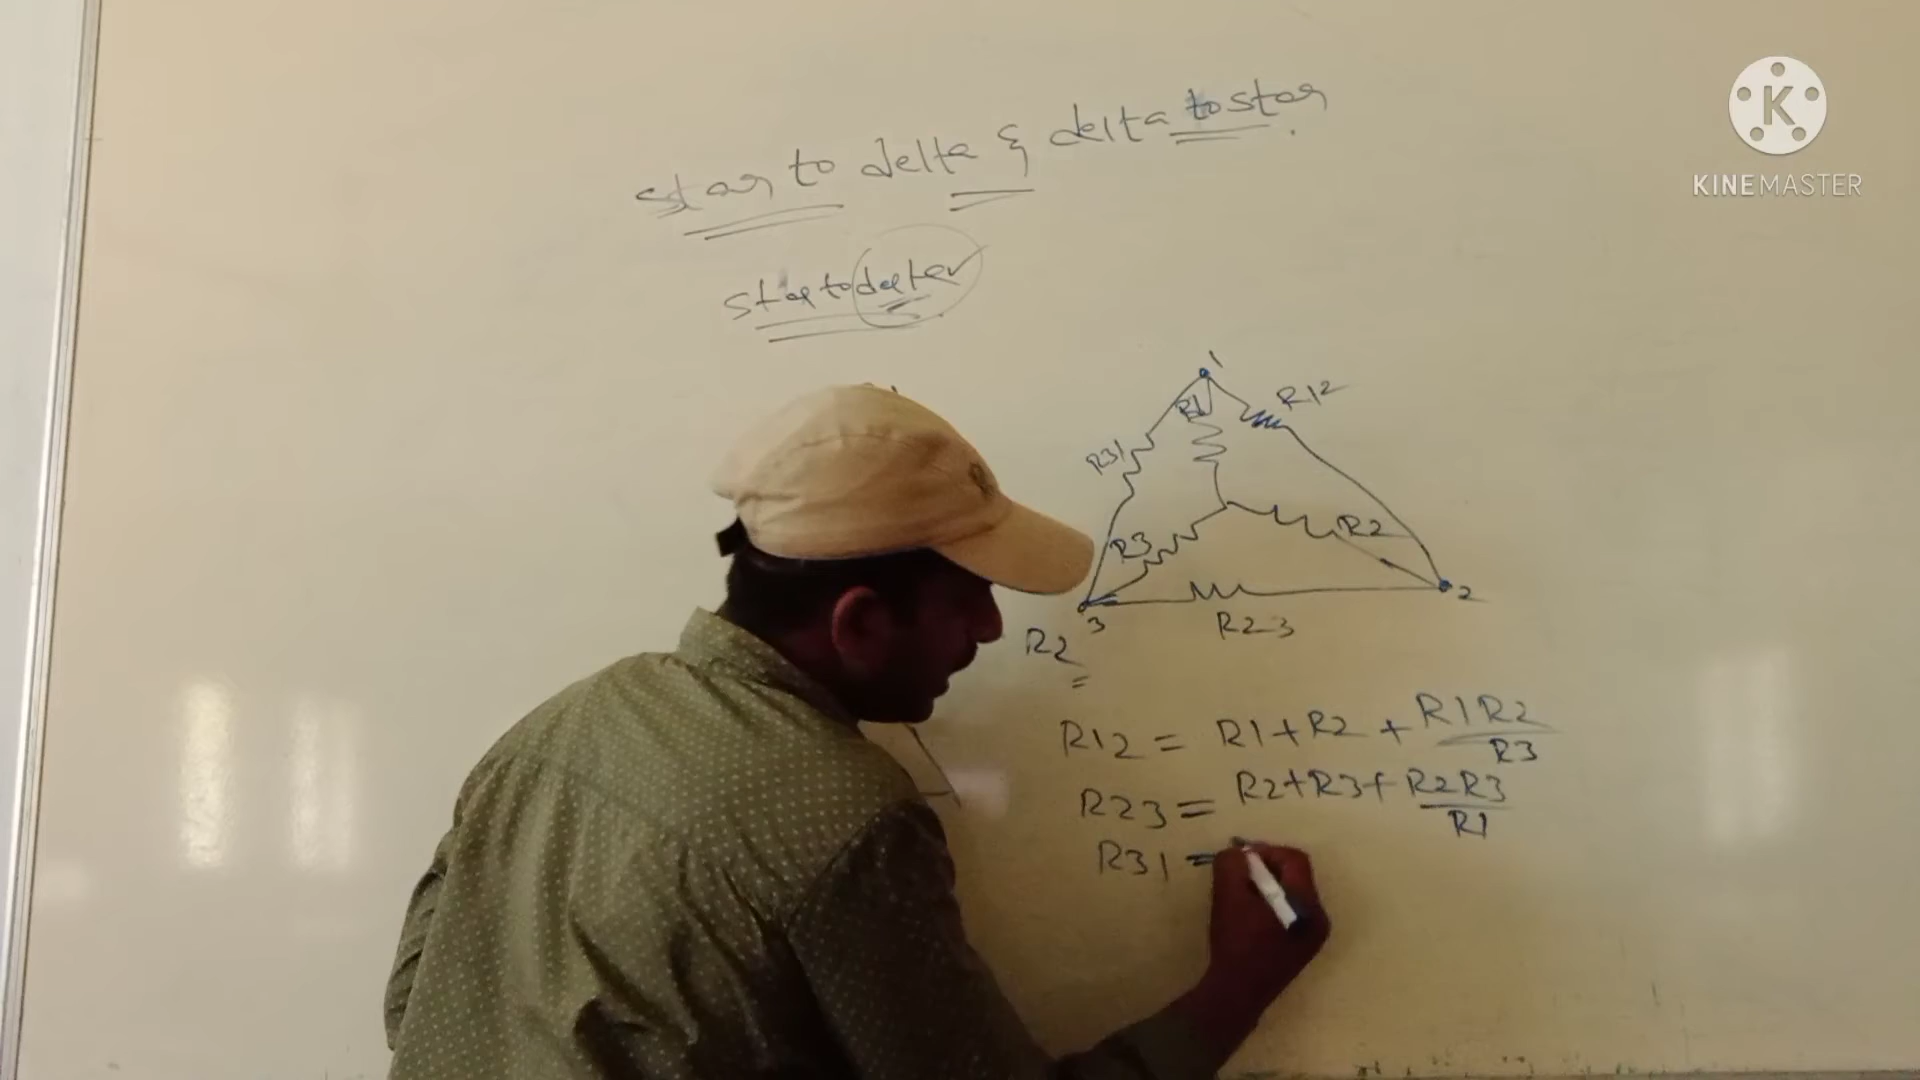 star to delta & delta to star
star to delta
1
R12
R1
R31
R2
R3
2
3
R23
R2
R12 = R1+R2 + R1R2/R3
R23 = R2+R3+ R2R3/R1
R31 =
K
KINEMASTER